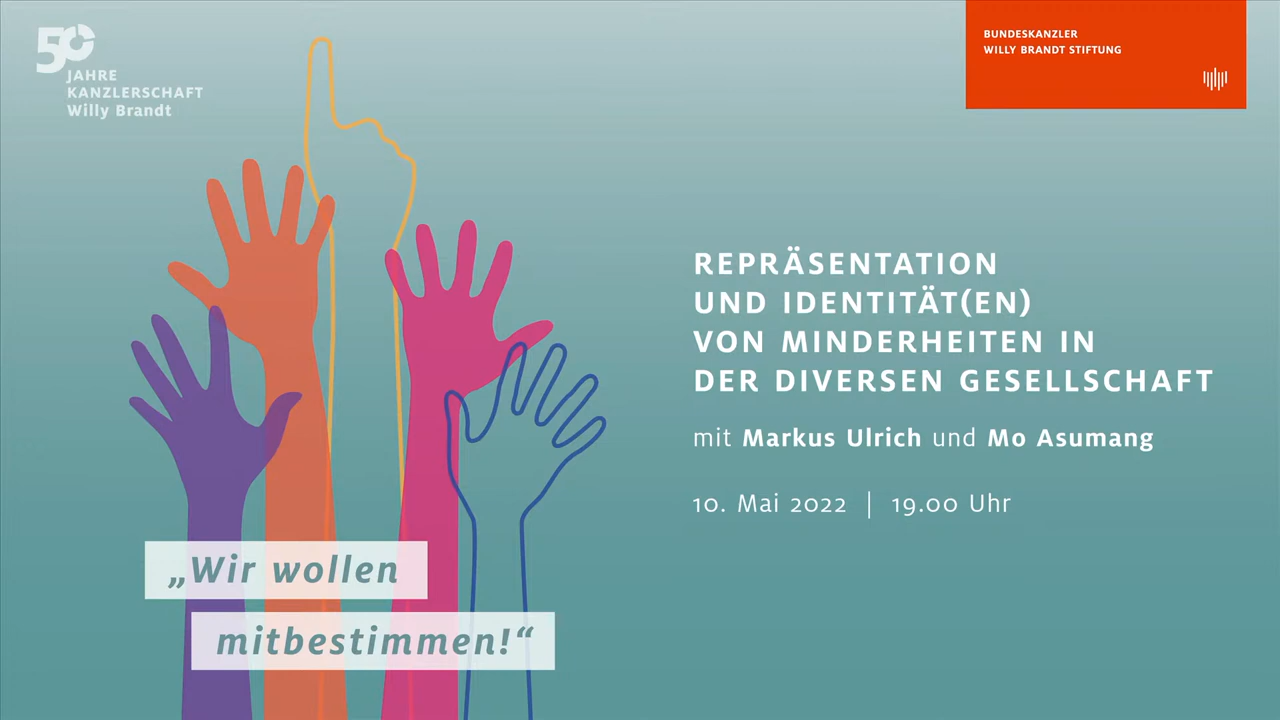 50
JAHRE
KANZLERSCHAFT
Willy Brandt
BUNDESKANZLER
WILLY BRANDT STIFTUNG
REPRÄSENTATION
UND IDENTITÄT(EN)
VON MINDERHEITEN IN
DER DIVERSEN GESELLSCHAFT
mit Markus Ulrich und Mo Asumang
10. Mai 2022 | 19.00 Uhr
„Wir wollen
mitbestimmen!“